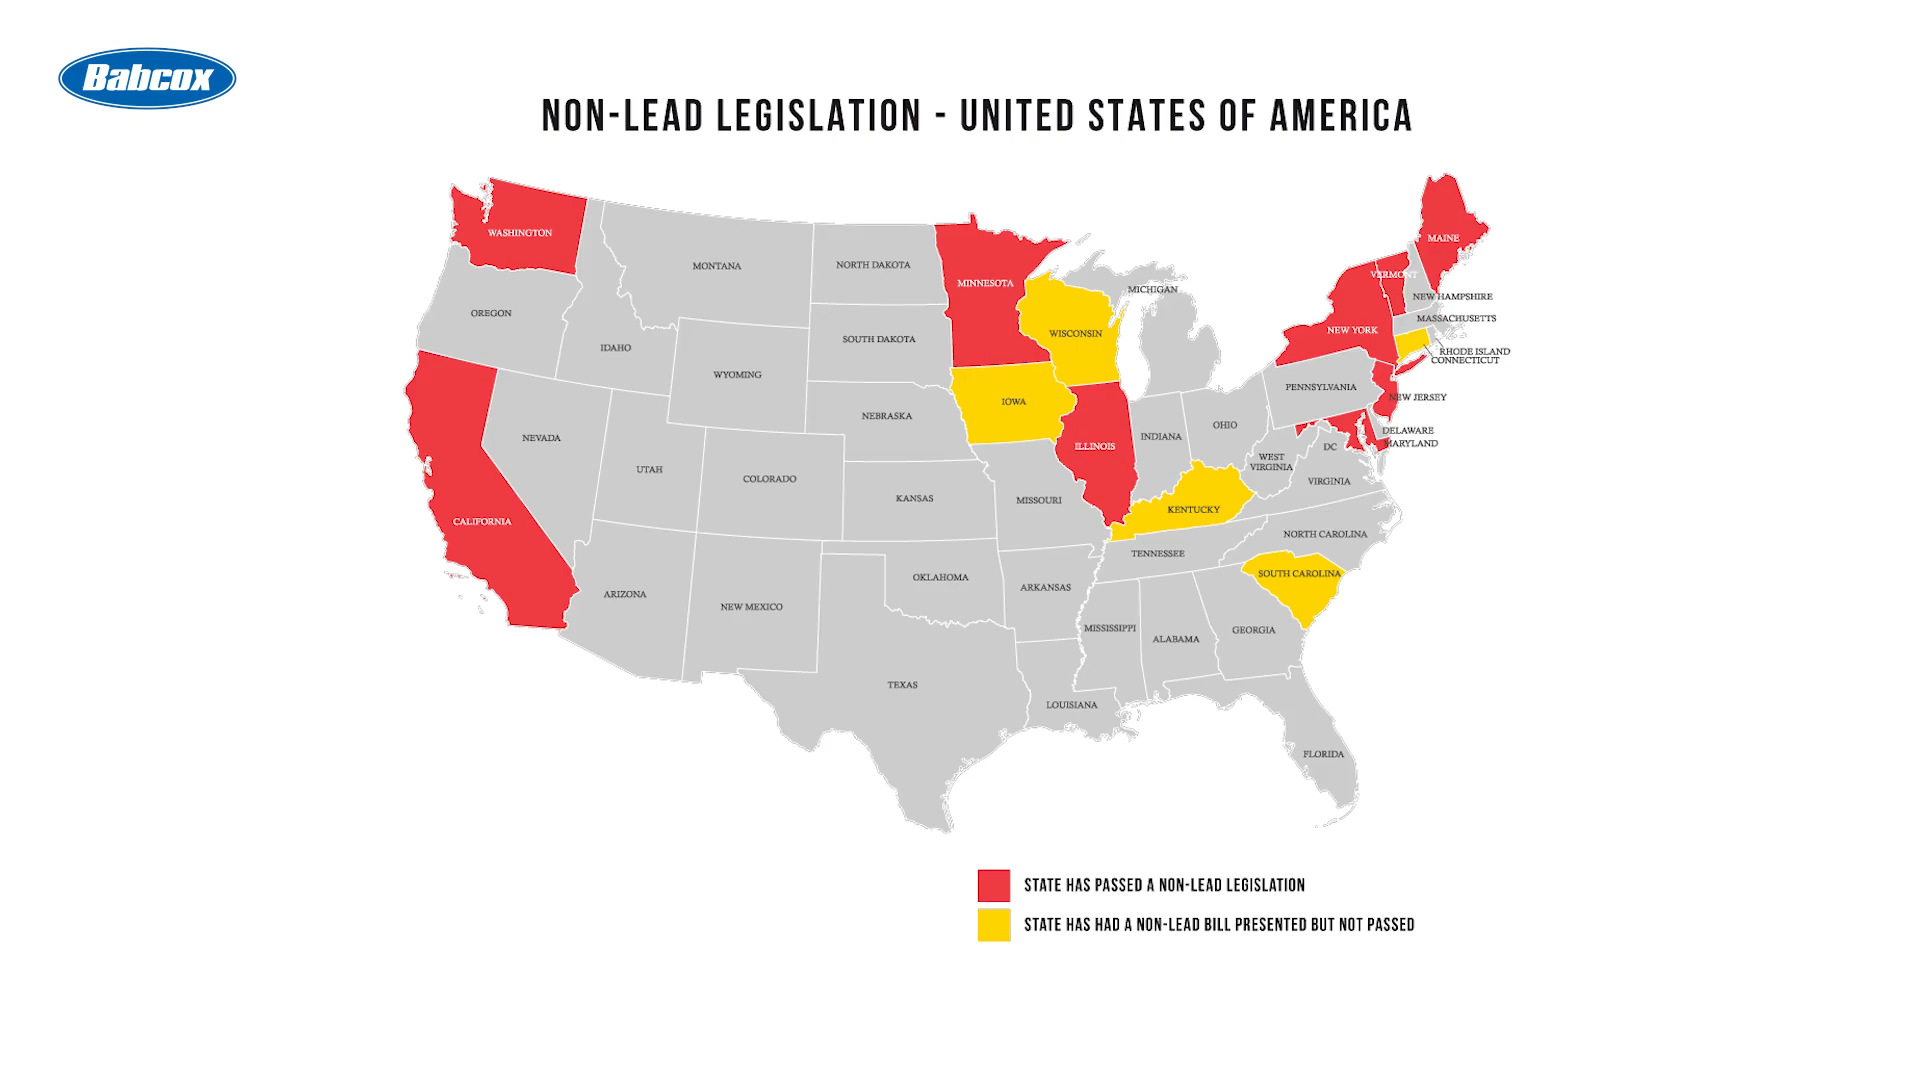 Babcox
NON-LEAD LEGISLATION - UNITED STATES OF AMERICA
WASHINGTON
MAINE
MONTANA
NORTH DAKOTA
VERMONT
MINNESOTA
MICHIGAN
NEW HAMPSHIRE
OREGON
MASSACHUSETTS
NEW YORK
WISCONSIN
SOUTH DAKOTA
IDAHO
RHODE ISLAND
CONNECTICUT
WYOMING
PENNSYLVANIA
NEW JERSEY
IOWA
NEBRASKA
OHIO
DELAWARE
NEVADA
INDIANA
MARYLAND
ILLINOIS
DC
WEST
VIRGINIA
UTAH
COLORADO
VIRGINIA
KANSAS
MISSOURI
KENTUCKY
CALIFORNIA
NORTH CAROLINA
TENNESSEE
SOUTH CAROLINA
OKLAHOMA
ARKANSAS
ARIZONA
NEW MEXICO
MISSISSIPPI
GEORGIA
ALABAMA
TEXAS
LOUISIANA
FLORIDA
STATE HAS PASSED A NON-LEAD LEGISLATION
STATE HAS HAD A NON-LEAD BILL PRESENTED BUT NOT PASSED